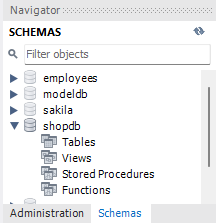 Navigator
SCHEMAS
Filter objects
employees
modeldb
sakila
shopdb
Tables
Views
Stored Procedures
Functions
Administration Schemas